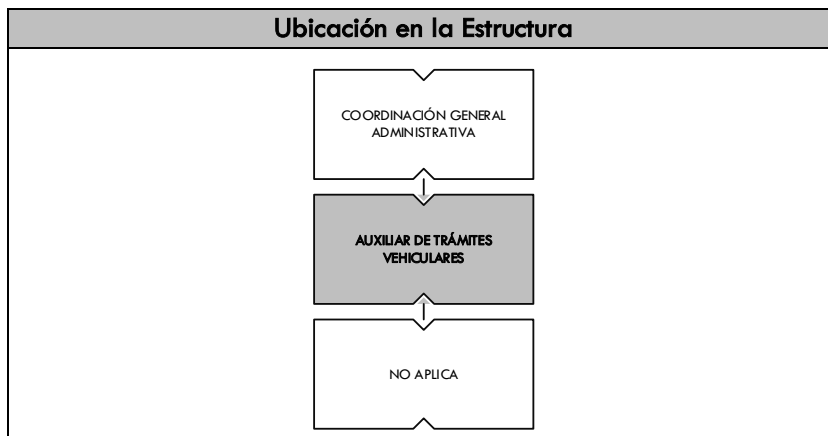 Ubicación en la Estructura
COORDINACIÓN GENERAL
ADMINISTRATIVA
AUXILIAR DE TRÁMITES
VEHICULARES
NO APLICA